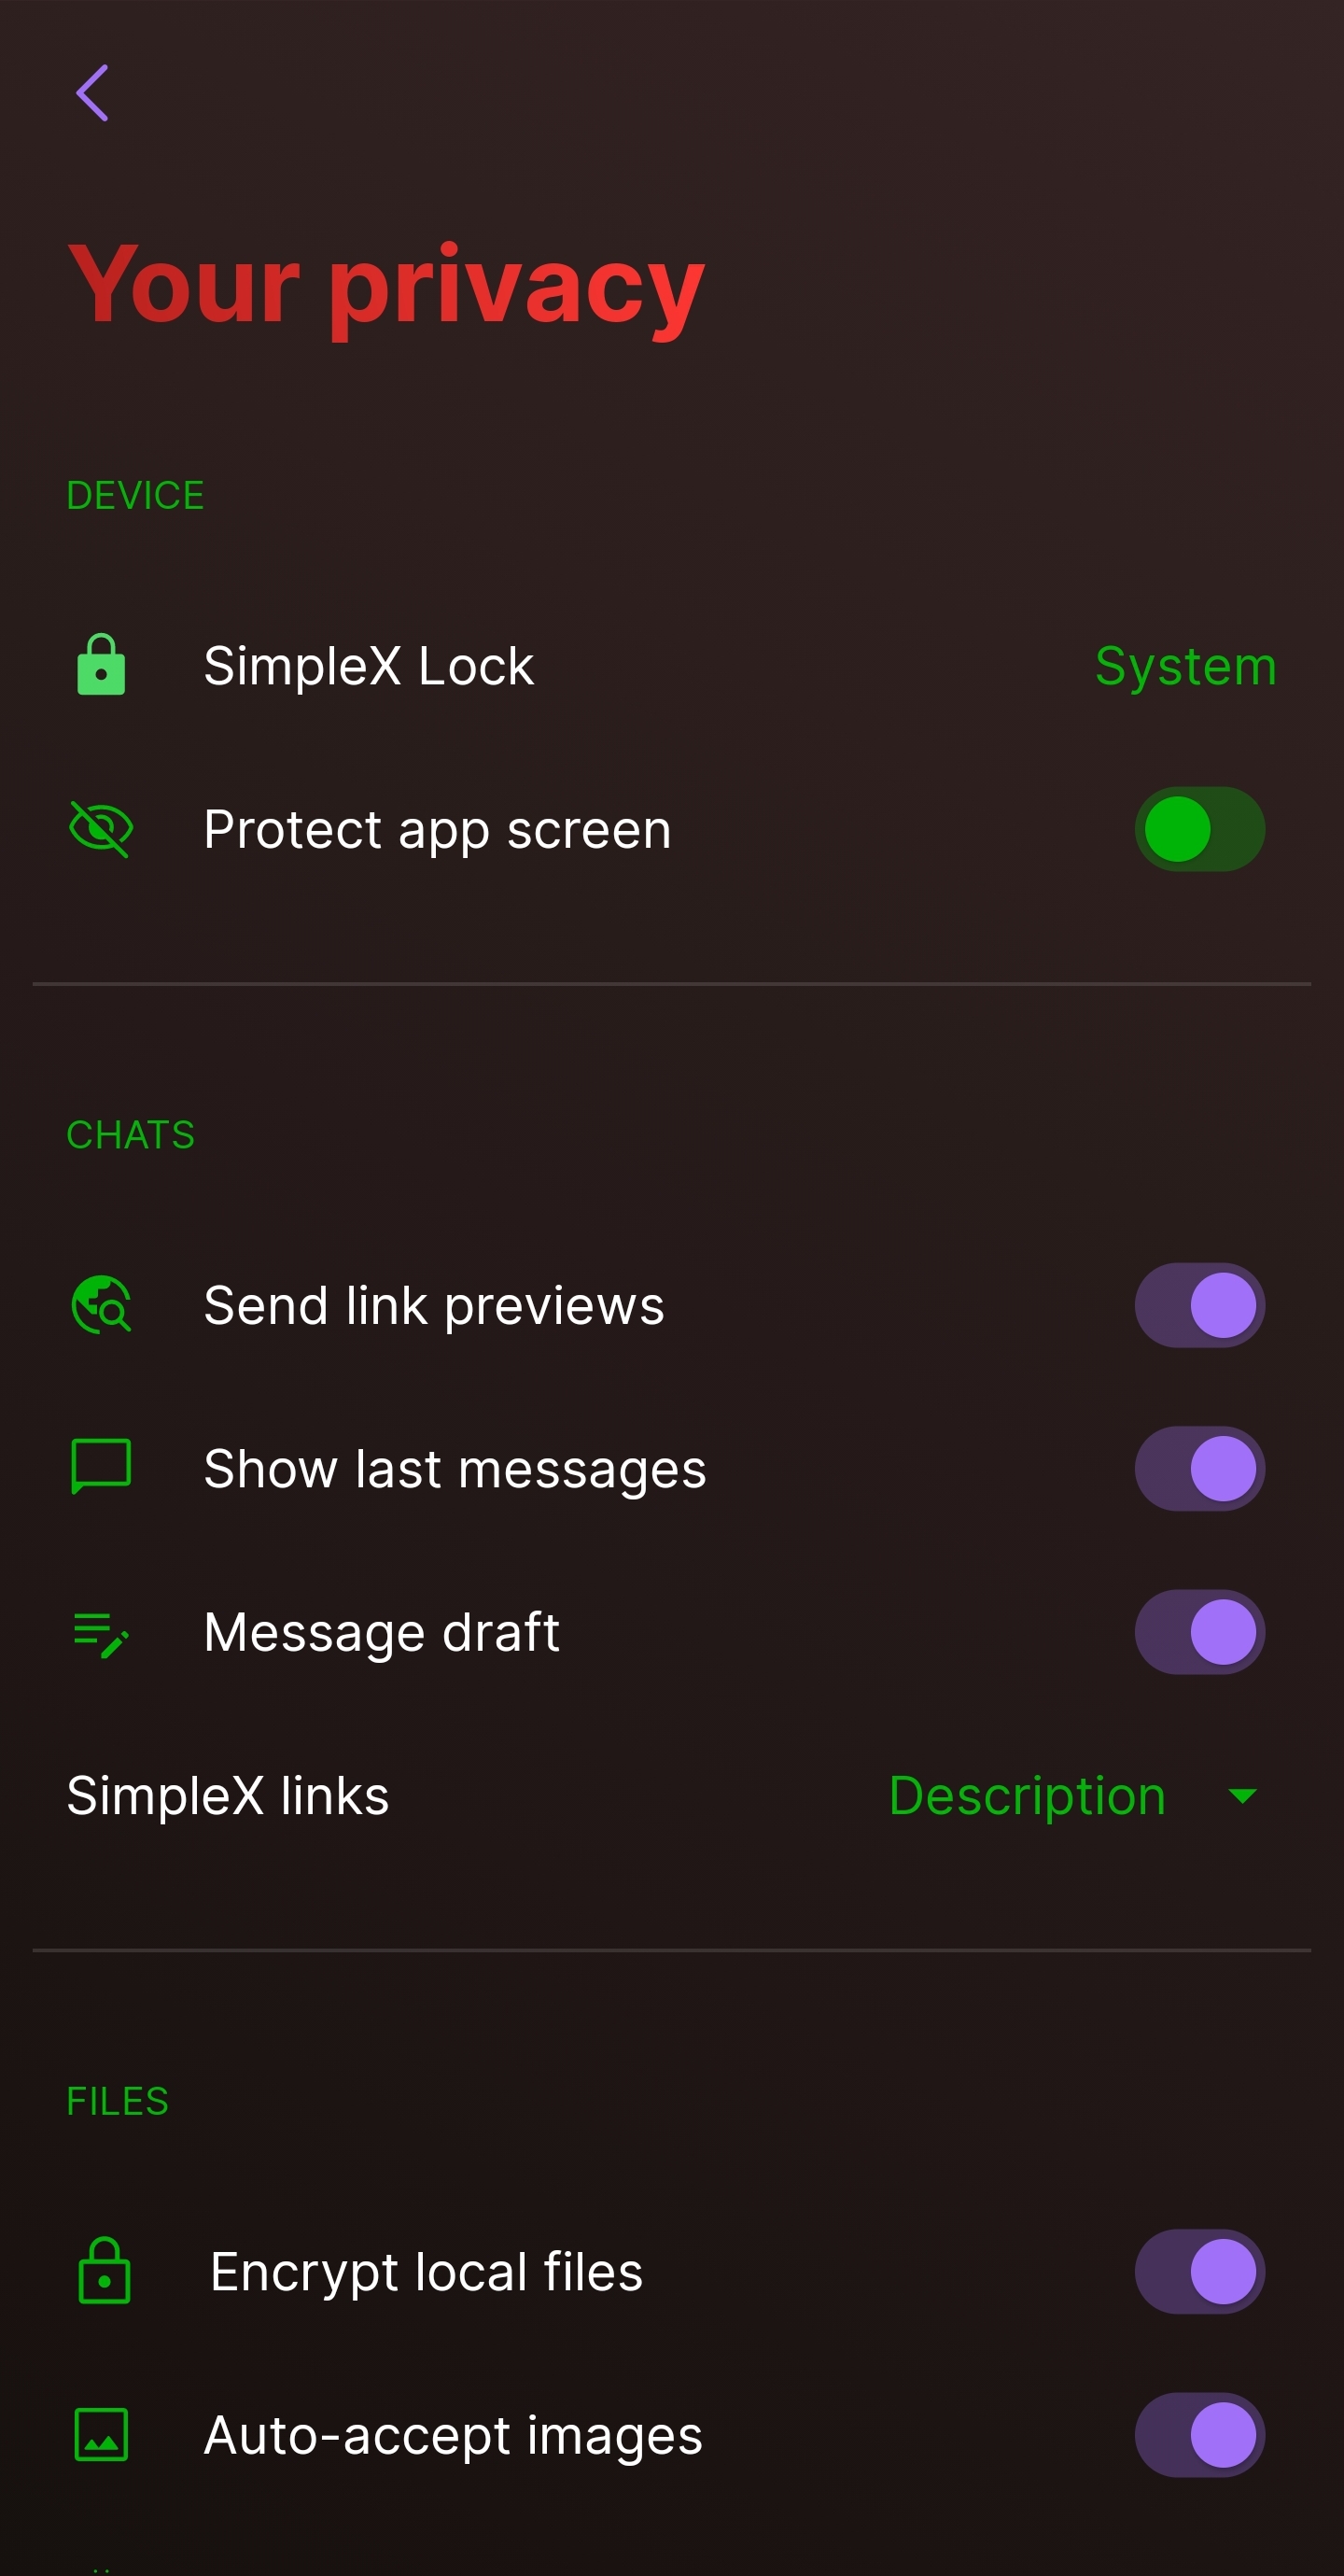 Your privacy
DEVICE
SimpleX Lock System
Protect app screen
CHATS
Send link previews
Show last messages
Message draft
SimpleX links Description
FILES
Encrypt local files
Auto-accept images